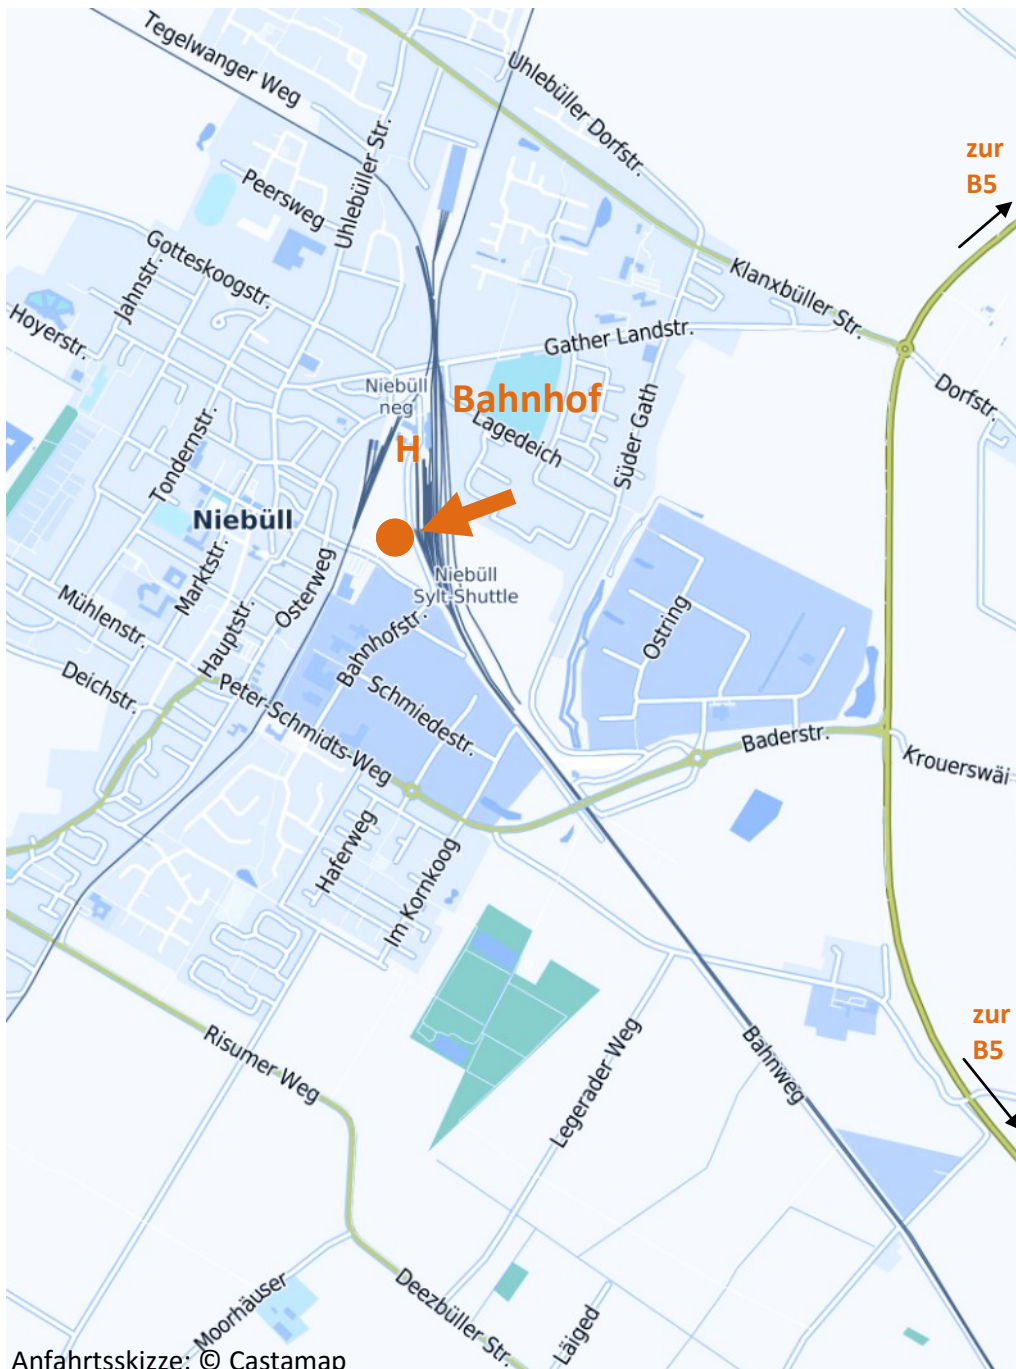 Tegelwanger Weg
Uhlebüller Str.
Uhlebüller Dorfstr.
zur
B5
Peersweg
Gotteskoogstr.
Jahnstr.
Hoyerstr.
Klanxbüller Str.
Gather Landstr.
Dorfstr.
Niebüll
neg
Bahnhof
H
Lagedeich
Süder Gath
Tondernstr.
Niebüll
Marktstr.
Osterweg
Niebüll
Sylt-Shuttle
Mühlenstr.
Hauptstr.
Bahnhofstr.
Ostring
Deichstr.
Peter-Schmidts-Weg
Schmiedestr.
Baderstr.
Krouerswäi
Haferweg
Im Kornkoog
Risumer Weg
Legerader Weg
Bahnweg
zur
B5
Moorhäuser
Deezbüller Str.
Läiged
Anfahrtsskizze: © Castamap